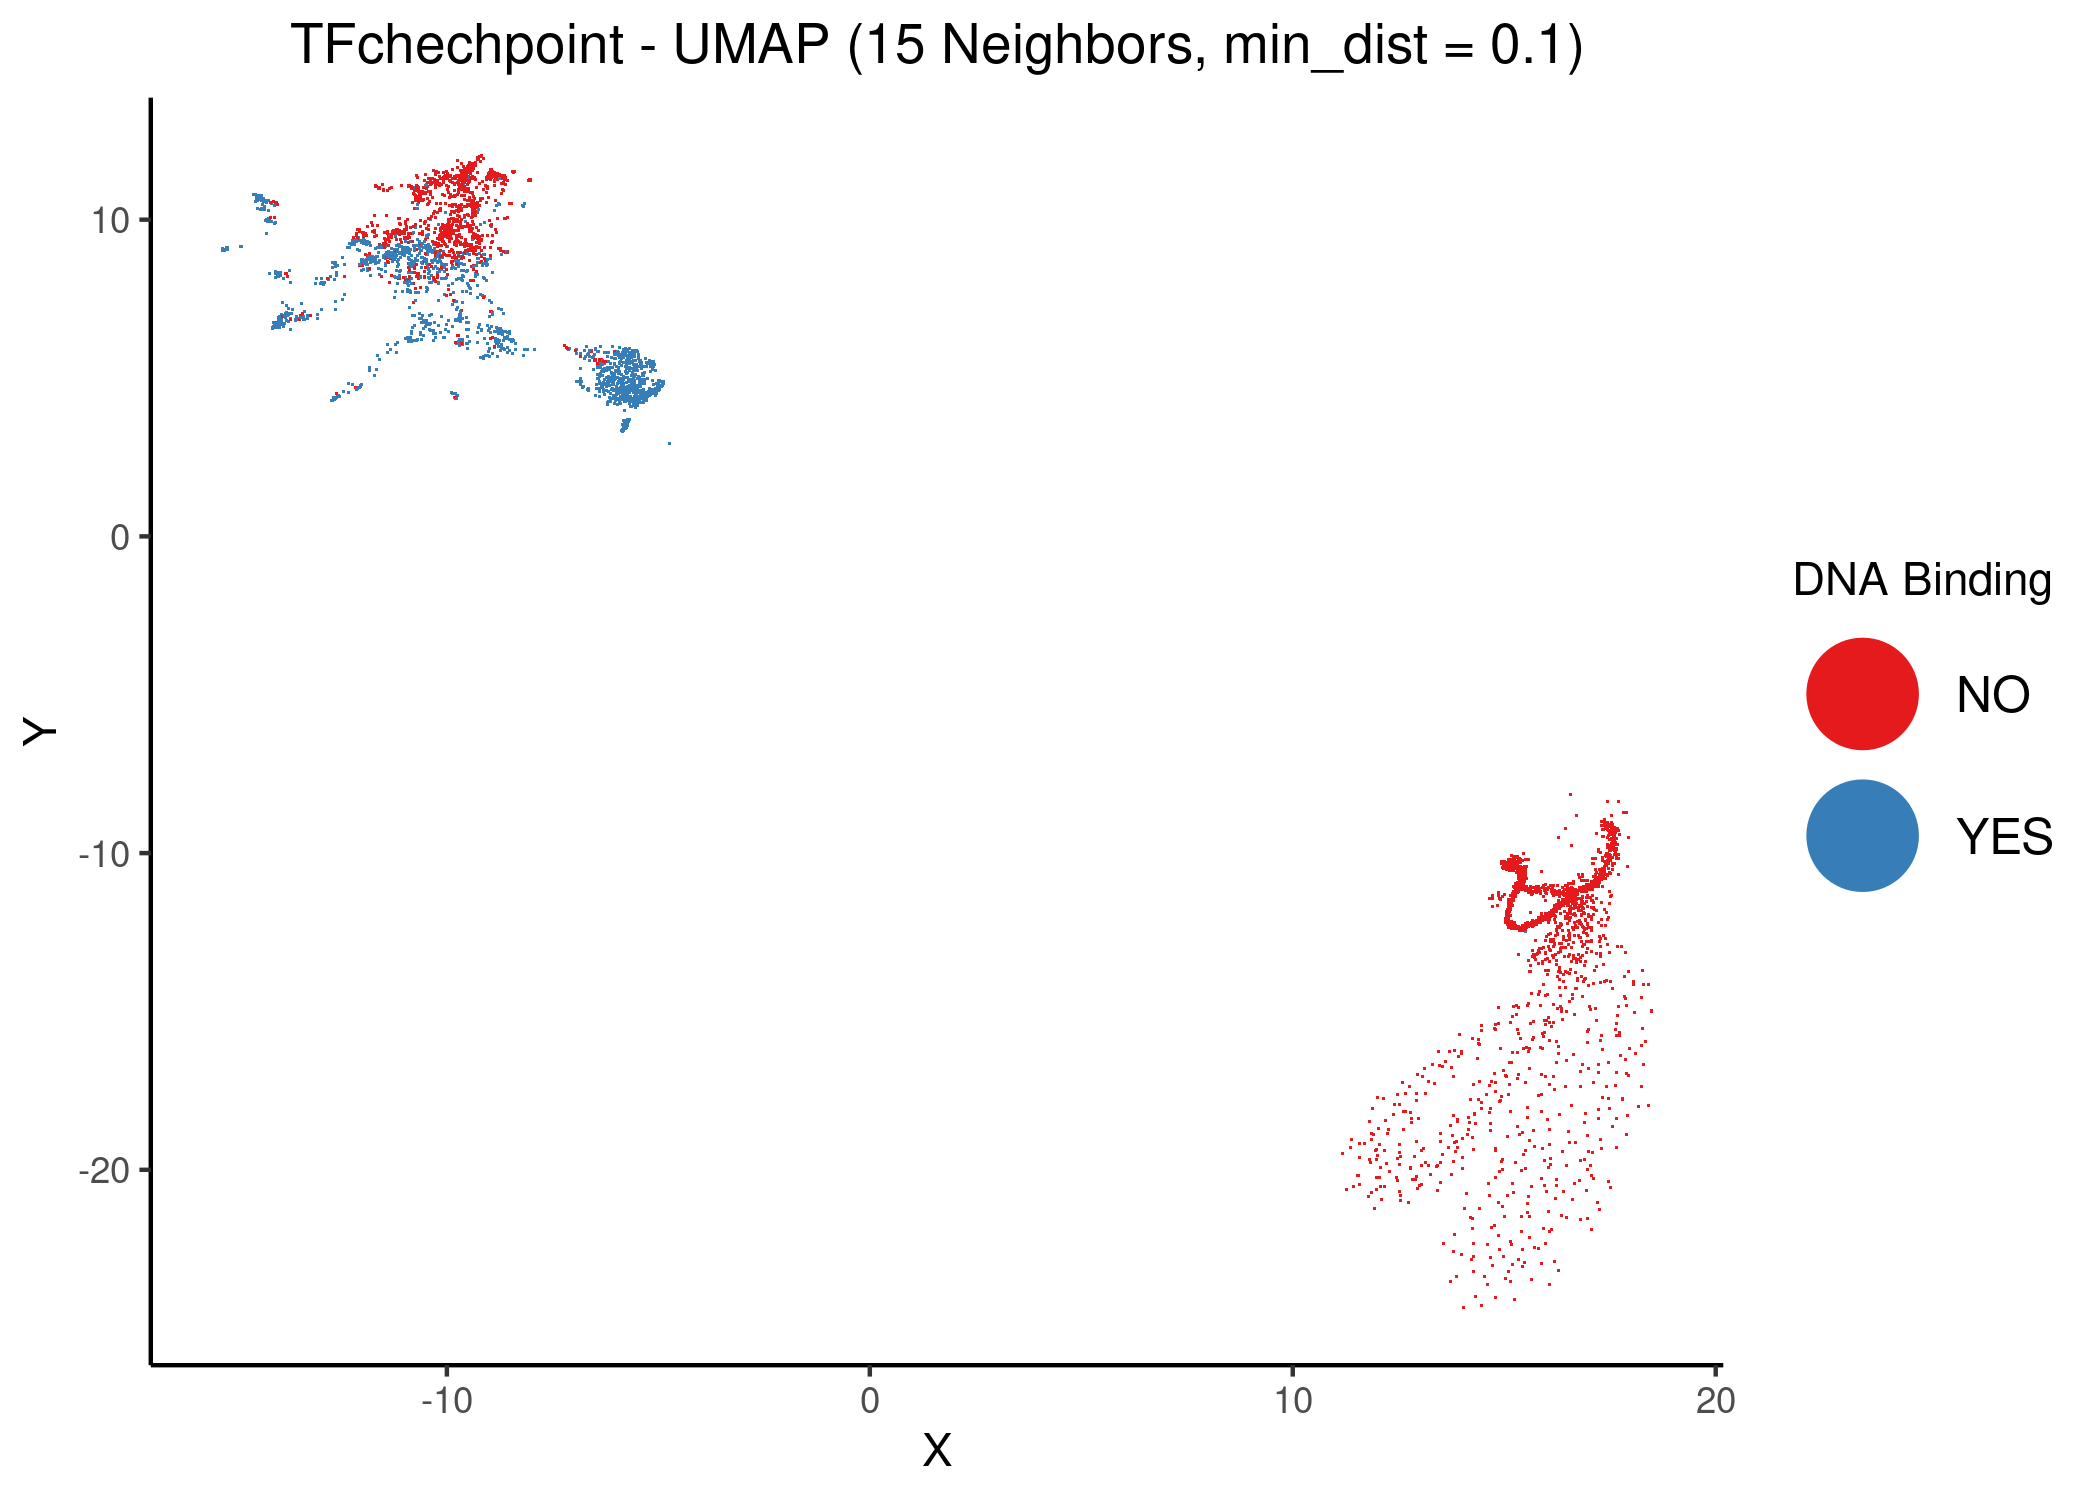 TFchechpoint - UMAP (15 Neighbors, min_dist = 0.1)
10
0
-10
-20
Y
-10
0
10
20
X
DNA Binding
NO
YES